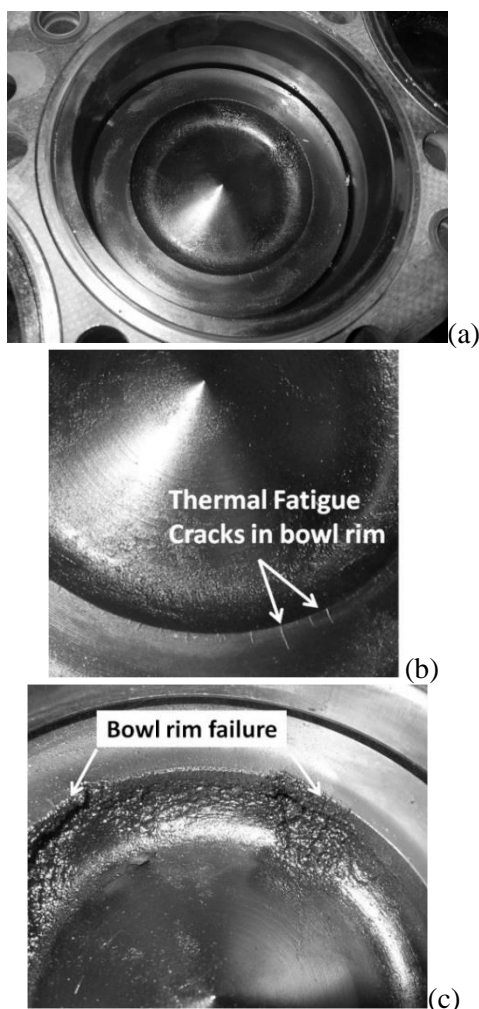 (a)
Thermal Fatigue
Cracks in bowl rim
(b)
Bowl rim failure
(c)